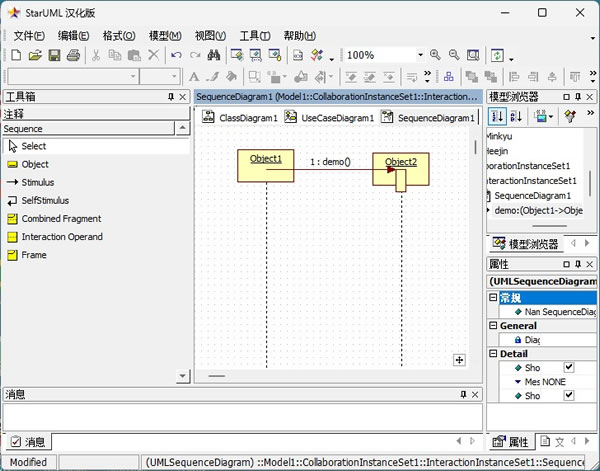 StarUML 汉化版
文件(F) 编辑(E) 格式(O) 模型(M) 视图(V) 工具(T) 帮助(H)
100%
工具箱
注释
Sequence
Select
Object
Stimulus
SelfStimulus
Combined Fragment
Interaction Operand
Frame
SequenceDiagram1 (Model1::CollaborationInstanceSet1::Interaction...
ClassDiagram1 UseCaseDiagram1 SequenceDiagram1
Object1 1 : demo() Object2
模型浏览器
Minkyu
Heejin
borationInstanceSet1
nteractionInstanceSet1
SequenceDiagram1
demo:(Object1->Obje
模型浏览器
属性
(UMLSequenceDiagram
常规
Nan SequenceDiag
General
Diag
Detail
Sho
Mes NONE
Sho
属性 文
消息
消息
Modified (UMLSequenceDiagram) ::Model1::CollaborationInstanceSet1::InteractionInstanceSet1::Seque